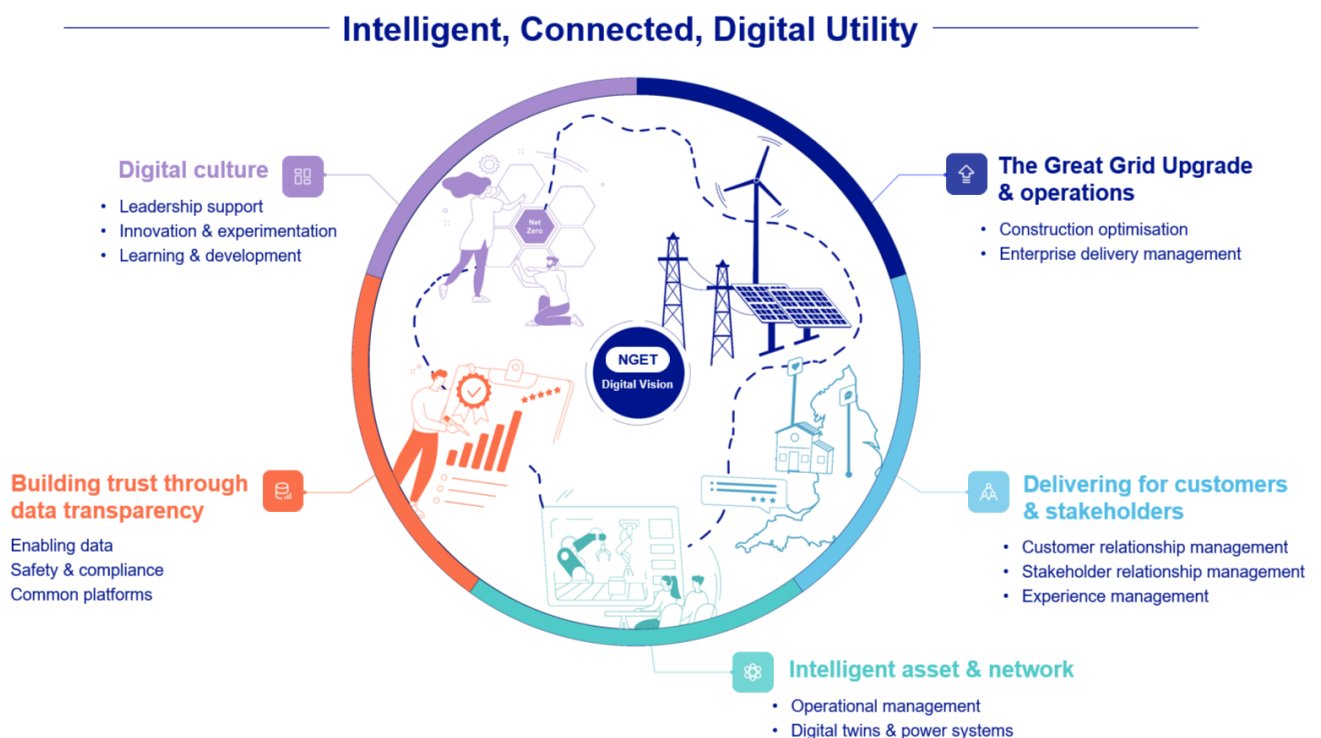 Intelligent, Connected, Digital Utility
Digital culture
• Leadership support
• Innovation & experimentation
• Learning & development
The Great Grid Upgrade
& operations
• Construction optimisation
• Enterprise delivery management
Net
Zero
NGET
Digital Vision
Building trust through
data transparency
Enabling data
Safety & compliance
Common platforms
Delivering for customers
& stakeholders
• Customer relationship management
• Stakeholder relationship management
• Experience management
Intelligent asset & network
• Operational management
• Digital twins & power systems